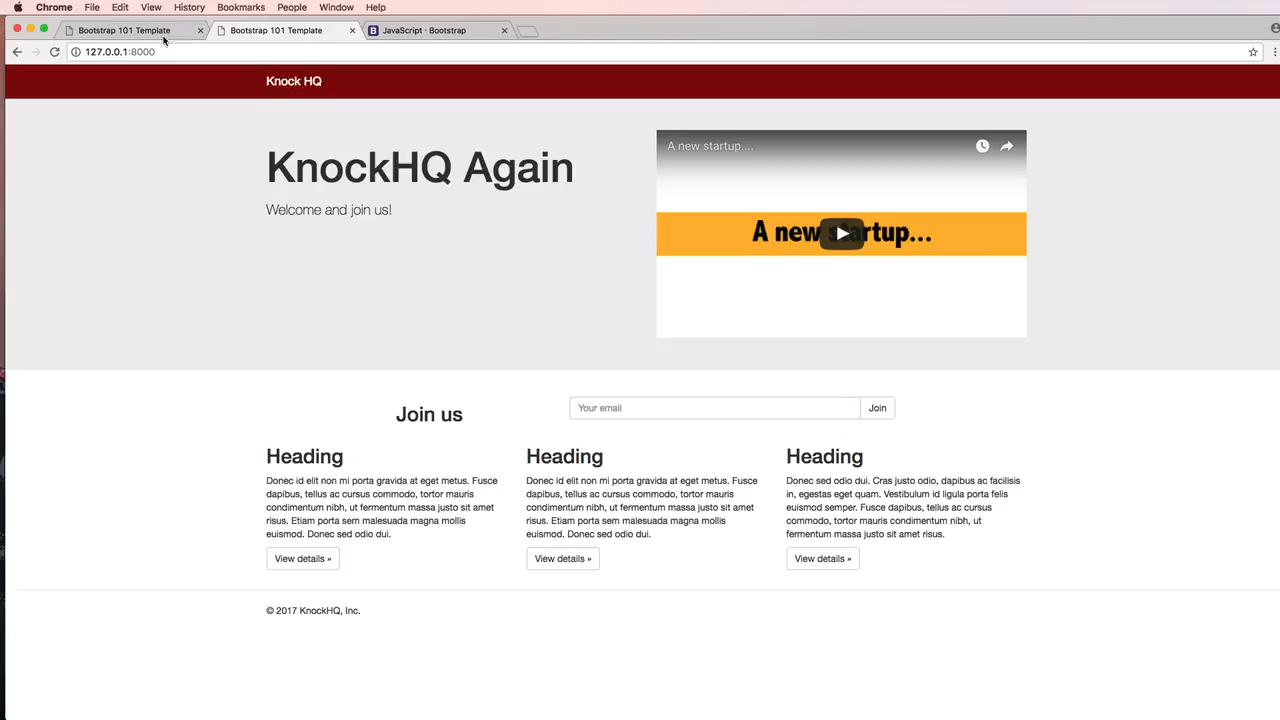 Chrome File Edit View History Bookmarks People Window Help
Bootstrap 101 Template Bootstrap 101 Template B JavaScript · Bootstrap
127.0.0.1:8000
Knock HQ
KnockHQ Again
Welcome and join us!
A new startup....
A new startup...
Join us
Your email
Join
Heading
Donec id elit non mi porta gravida at eget metus. Fusce
dapibus, tellus ac cursus commodo, tortor mauris
condimentum nibh, ut fermentum massa justo sit amet
risus. Etiam porta sem malesuada magna mollis
euismod. Donec sed odio dui.
View details »
Heading
Donec id elit non mi porta gravida at eget metus. Fusce
dapibus, tellus ac cursus commodo, tortor mauris
condimentum nibh, ut fermentum massa justo sit amet
risus. Etiam porta sem malesuada magna mollis
euismod. Donec sed odio dui.
View details »
Heading
Donec sed odio dui. Cras justo odio, dapibus ac facilisis
in, egestas eget quam. Vestibulum id ligula porta felis
euismod semper. Fusce dapibus, tellus ac cursus
commodo, tortor mauris condimentum nibh, ut
fermentum massa justo sit amet risus.
View details »
© 2017 KnockHQ, Inc.